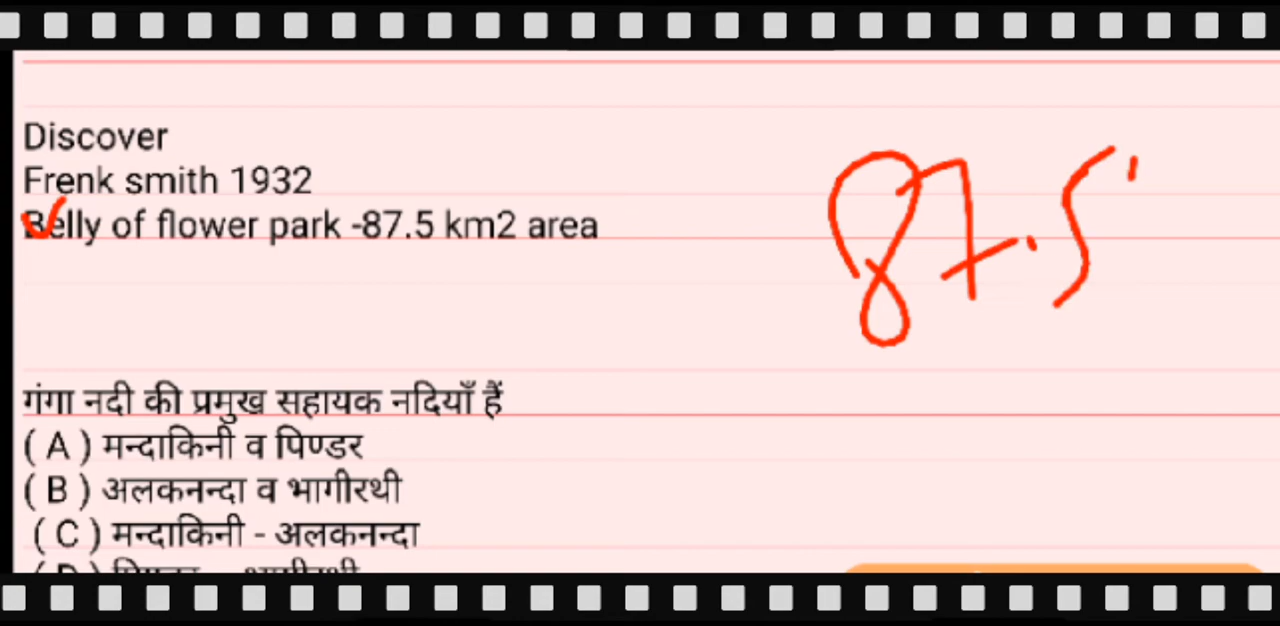 Discover
Frenk smith 1932
Belly of flower park -87.5 km2 area
87.5
गंगा नदी की प्रमुख सहायक नदियाँ हैं
( A ) मन्दाकिनी व पिण्डर
( B ) अलकनन्दा व भागीरथी
( C ) मन्दाकिनी - अलकनन्दा